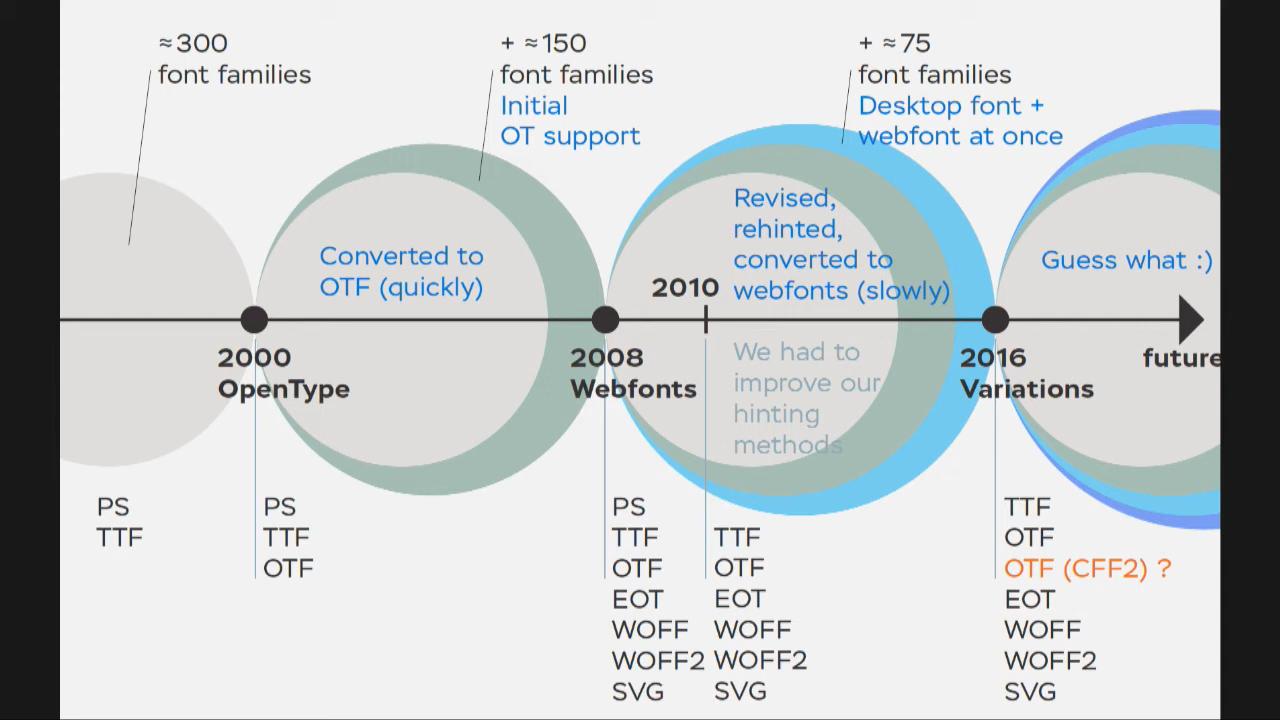 ≈300
font families
+ ≈150
font families
Initial
OT support
+ ≈75
font families
Desktop font +
webfont at once
Converted to
OTF (quickly)
2010
Revised,
rehinted,
converted to
webfonts (slowly)
Guess what :)
2000
OpenType
2008
Webfonts
We had to
improve our
hinting
methods
2016
Variations
future
PS
TTF
PS
TTF
OTF
PS
TTF
OTF
EOT
WOFF
WOFF2
SVG
TTF
OTF
EOT
WOFF
WOFF2
SVG
TTF
OTF
OTF (CFF2) ?
EOT
WOFF
WOFF2
SVG